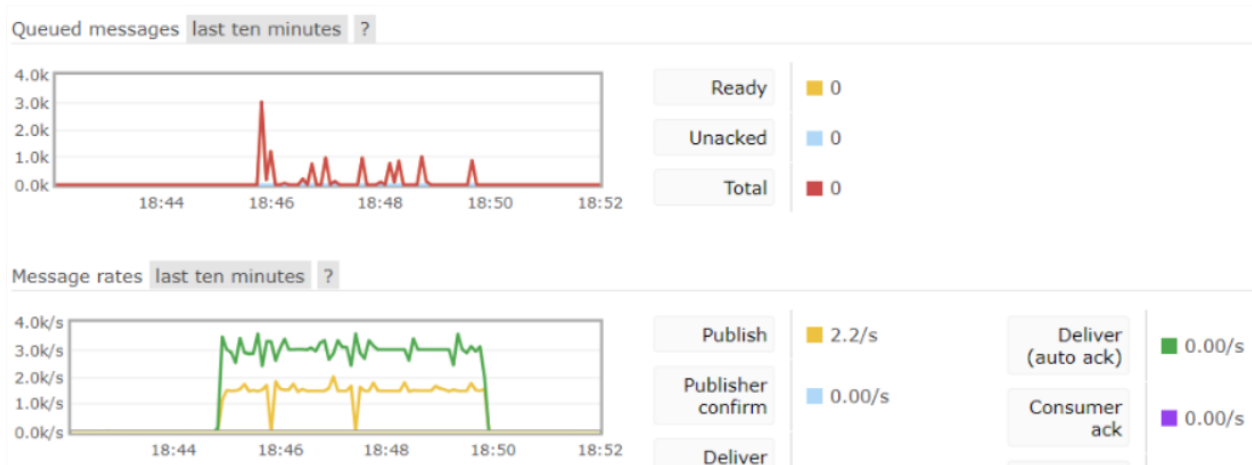 Queued messages last ten minutes ?
4.0k
3.0k
2.0k
1.0k
0.0k
18:44 18:46 18:48 18:50 18:52
Ready 0
Unacked 0
Total 0
Message rates last ten minutes ?
4.0k/s
3.0k/s
2.0k/s
1.0k/s
0.0k/s
18:44 18:46 18:48 18:50 18:52
Publish 2.2/s
Publisher
confirm 0.00/s
Deliver
Deliver
(auto ack) 0.00/s
Consumer
ack 0.00/s